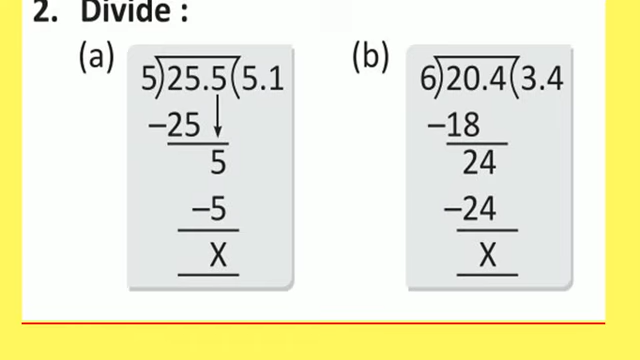 2. Divide :
(a)
5)25.5(5.1
–25
5
–5
X
(b)
6)20.4(3.4
–18
24
–24
X